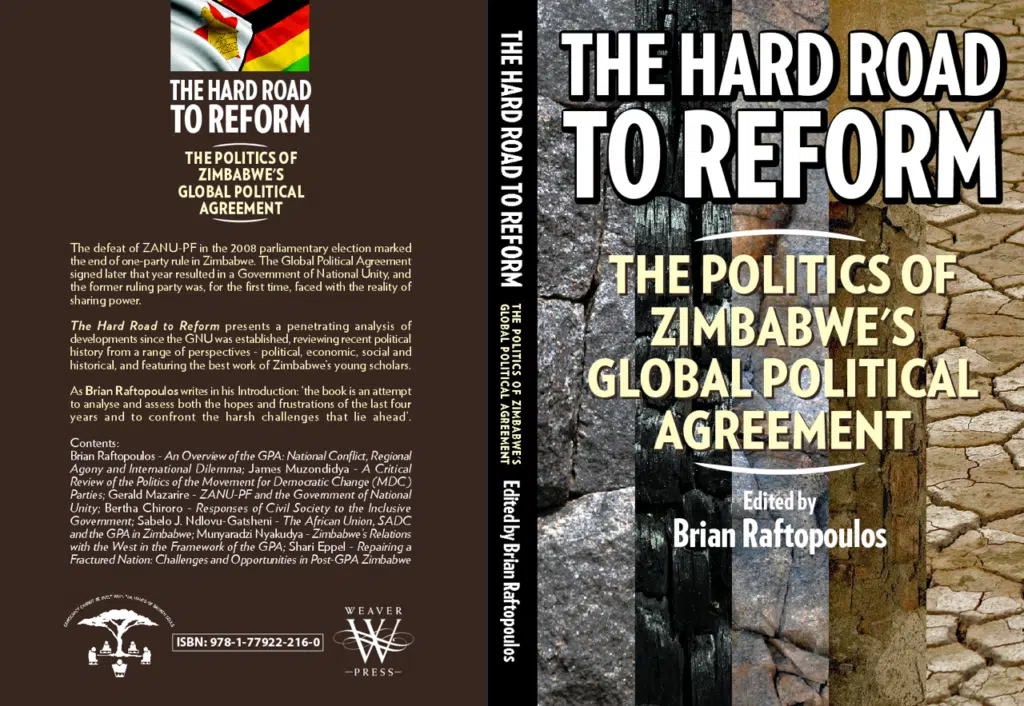 THE HARD ROAD
TO REFORM
THE POLITICS OF
ZIMBABWE'S
GLOBAL POLITICAL
AGREEMENT
The defeat of ZANU-PF in the 2008 parliamentary election marked
the end of one-party rule in Zimbabwe. The Global Political Agreement
signed later that year resulted in a Government of National Unity, and
the former ruling party was, for the first time, faced with the reality of
sharing power.
The Hard Road to Reform presents a penetrating analysis of
developments since the GNU was established, reviewing recent political
history from a range of perspectives - political, economic, social and
historical, and featuring the best work of Zimbabwe's young scholars.
As Brian Raftopoulos writes in his Introduction: 'the book is an attempt
to analyse and assess both the hopes and frustrations of the last four
years and to confront the harsh challenges that lie ahead'.
Contents:
Brian Raftopoulos - An Overview of the GPA: National Conflict, Regional
Agony and International Dilemma; James Muzondidya - A Critical
Review of the Politics of the Movement for Democratic Change (MDC)
Parties; Gerald Mazarire - ZANU-PF and the Government of National
Unity; Bertha Chiroro - Responses of Civil Society to the Inclusive
Government; Sabelo J. Ndlovu-Gatsheni - The African Union, SADC
and the GPA in Zimbabwe; Munyaradzi Nyakudya - Zimbabwe's Relations
with the West in the Framework of the GPA; Shari Eppel - Repairing a
Fractured Nation: Challenges and Opportunities in Post-GPA Zimbabwe
ISBN: 978-1-77922-216-0
WEAVER
W
PRESS
THE HARD ROAD TO REFORM
THE POLITICS OF ZIMBABWE'S
GLOBAL POLITICAL AGREEMENT
Edited by Brian Raftopoulos
THE HARD ROAD
TO REFORM
THE POLITICS OF
ZIMBABWE'S
GLOBAL POLITICAL
AGREEMENT
Edited by
Brian Raftopoulos